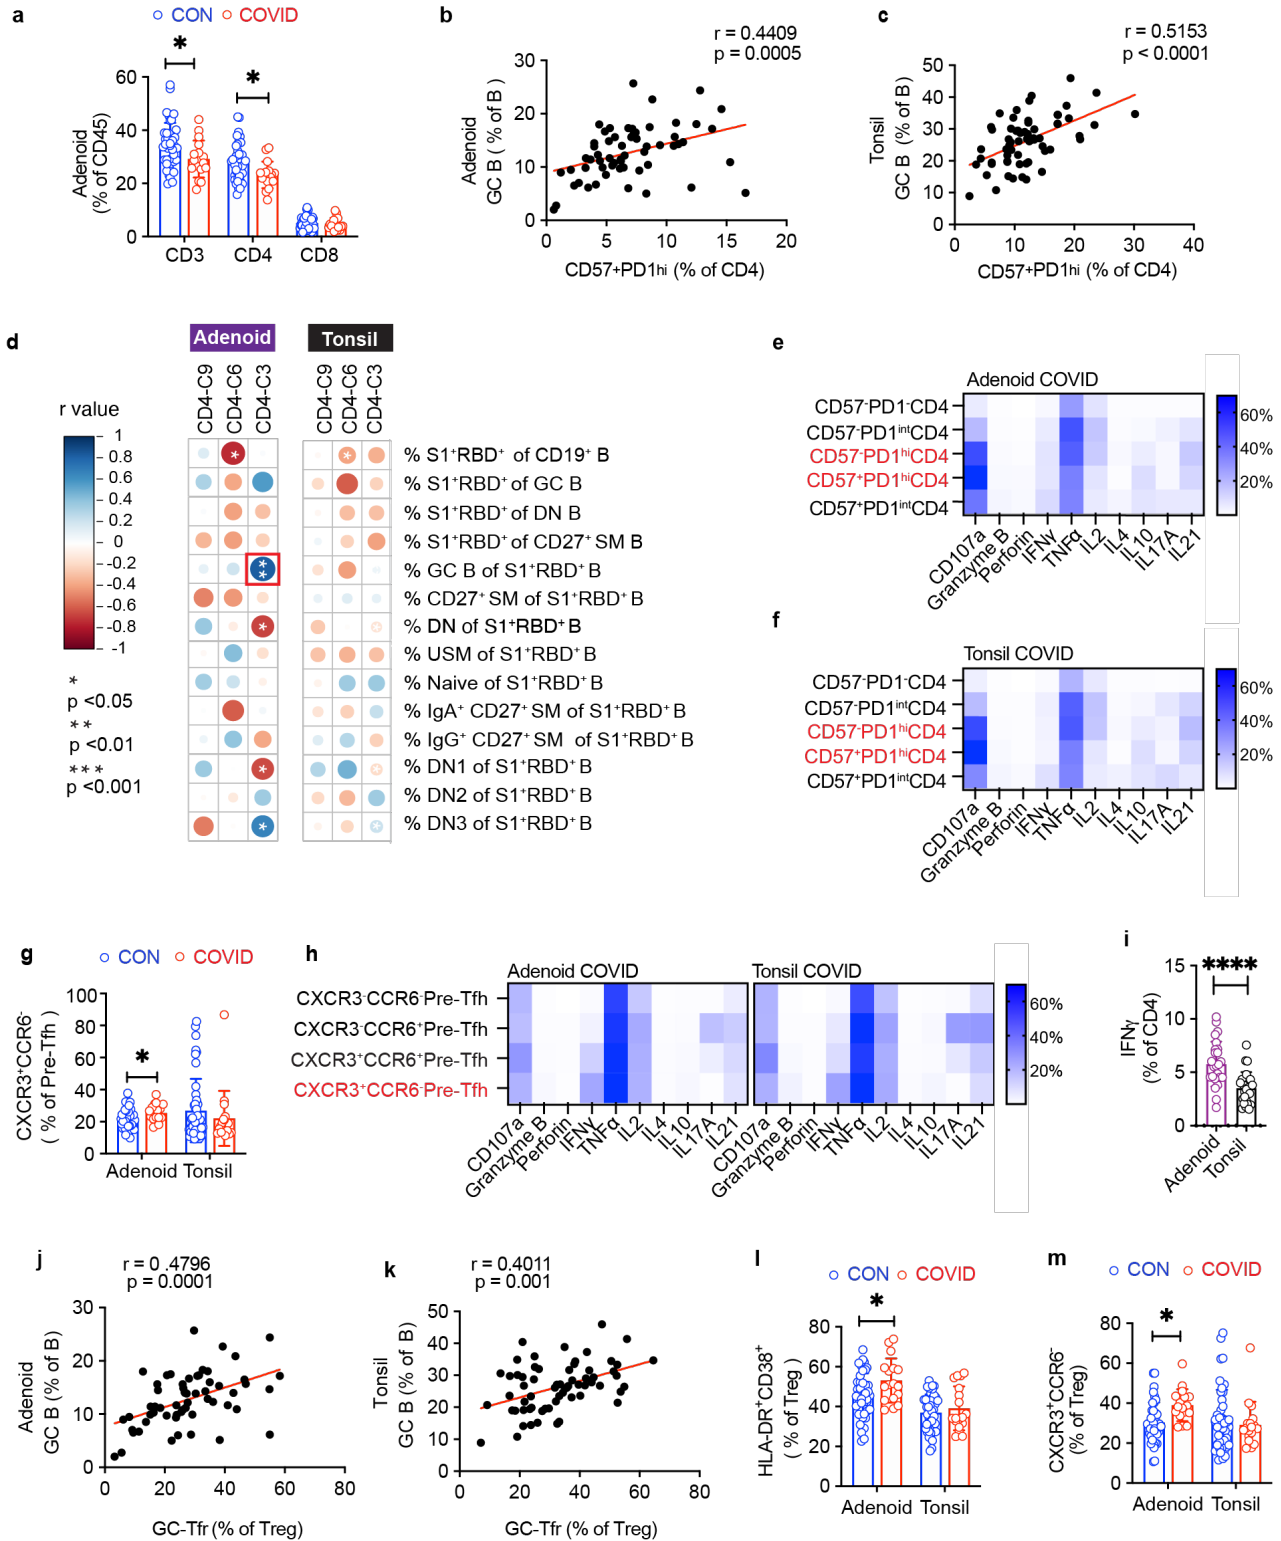 a
CON COVID
*
*
Adenoid
(% of CD45)
60
40
20
0
CD3 CD4 CD8
b
r = 0.4409
p = 0.0005
Adenoid
GC B ( % of B )
30
20
10
0
0 5 10 15 20
CD57+PD1hi (% of CD4)
c
r = 0.5153
p < 0.0001
Tonsil
GC B (% of B)
50
40
30
20
10
0
0 10 20 30 40
CD57+PD1hi (% of CD4)
d
Adenoid Tonsil
CD4-C9 CD4-C6 CD4-C3 CD4-C9 CD4-C6 CD4-C3
r value
1
0.8
0.6
0.4
0.2
0
-0.2
-0.4
-0.6
-0.8
-1
*
p <0.05
**
p <0.01
***
p <0.001
% S1+RBD+ of CD19+ B
% S1+RBD+ of GC B
% S1+RBD+ of DN B
% S1+RBD+ of CD27+ SM B
% GC B of S1+RBD+ B
% CD27+ SM of S1+RBD+ B
% DN of S1+RBD+ B
% USM of S1+RBD+ B
% Naive of S1+RBD+ B
% IgA+ CD27+ SM of S1+RBD+ B
% IgG+ CD27+ SM of S1+RBD+ B
% DN1 of S1+RBD+ B
% DN2 of S1+RBD+ B
% DN3 of S1+RBD+ B
e
Adenoid COVID
CD57-PD1-CD4
CD57-PD1intCD4
CD57-PD1hiCD4
CD57+PD1hiCD4
CD57+PD1intCD4
CD107a Granzyme B Perforin IFNγ TNFα IL2 IL4 IL10 IL17A IL21
60%
40%
20%
f
Tonsil COVID
CD57-PD1-CD4
CD57-PD1intCD4
CD57-PD1hiCD4
CD57+PD1hiCD4
CD57+PD1intCD4
CD107a Granzyme B Perforin IFNγ TNFα IL2 IL4 IL10 IL17A IL21
60%
40%
20%
g
CON COVID
*
CXCR3+CCR6-
( % of Pre-Tfh )
100
80
60
40
20
0
Adenoid Tonsil
h
Adenoid COVID Tonsil COVID
CXCR3-CCR6-Pre-Tfh
CXCR3-CCR6+Pre-Tfh
CXCR3+CCR6+Pre-Tfh
CXCR3+CCR6-Pre-Tfh
CD107a Granzyme B Perforin IFNγ TNFα IL2 IL4 IL10 IL17A IL21
CD107a Granzyme B Perforin IFNγ TNFα IL2 IL4 IL10 IL17A IL21
60%
40%
20%
i
****
IFNγ
(% of CD4)
15
10
5
0
Adenoid Tonsil
j
r = 0 .4796
p = 0.0001
Adenoid
GC B (% of B)
30
20
10
0
0 20 40 60 80
GC-Tfr (% of Treg)
k
r = 0.4011
p = 0.001
Tonsil
GC B (% of B)
50
40
30
20
10
0
0 20 40 60 80
GC-Tfr (% of Treg)
l
CON COVID
*
HLA-DR+CD38+
( % of Treg )
80
60
40
20
0
Adenoid Tonsil
m
CON COVID
*
CXCR3+CCR6-
(% of Treg)
80
60
40
20
0
Adenoid Tonsil